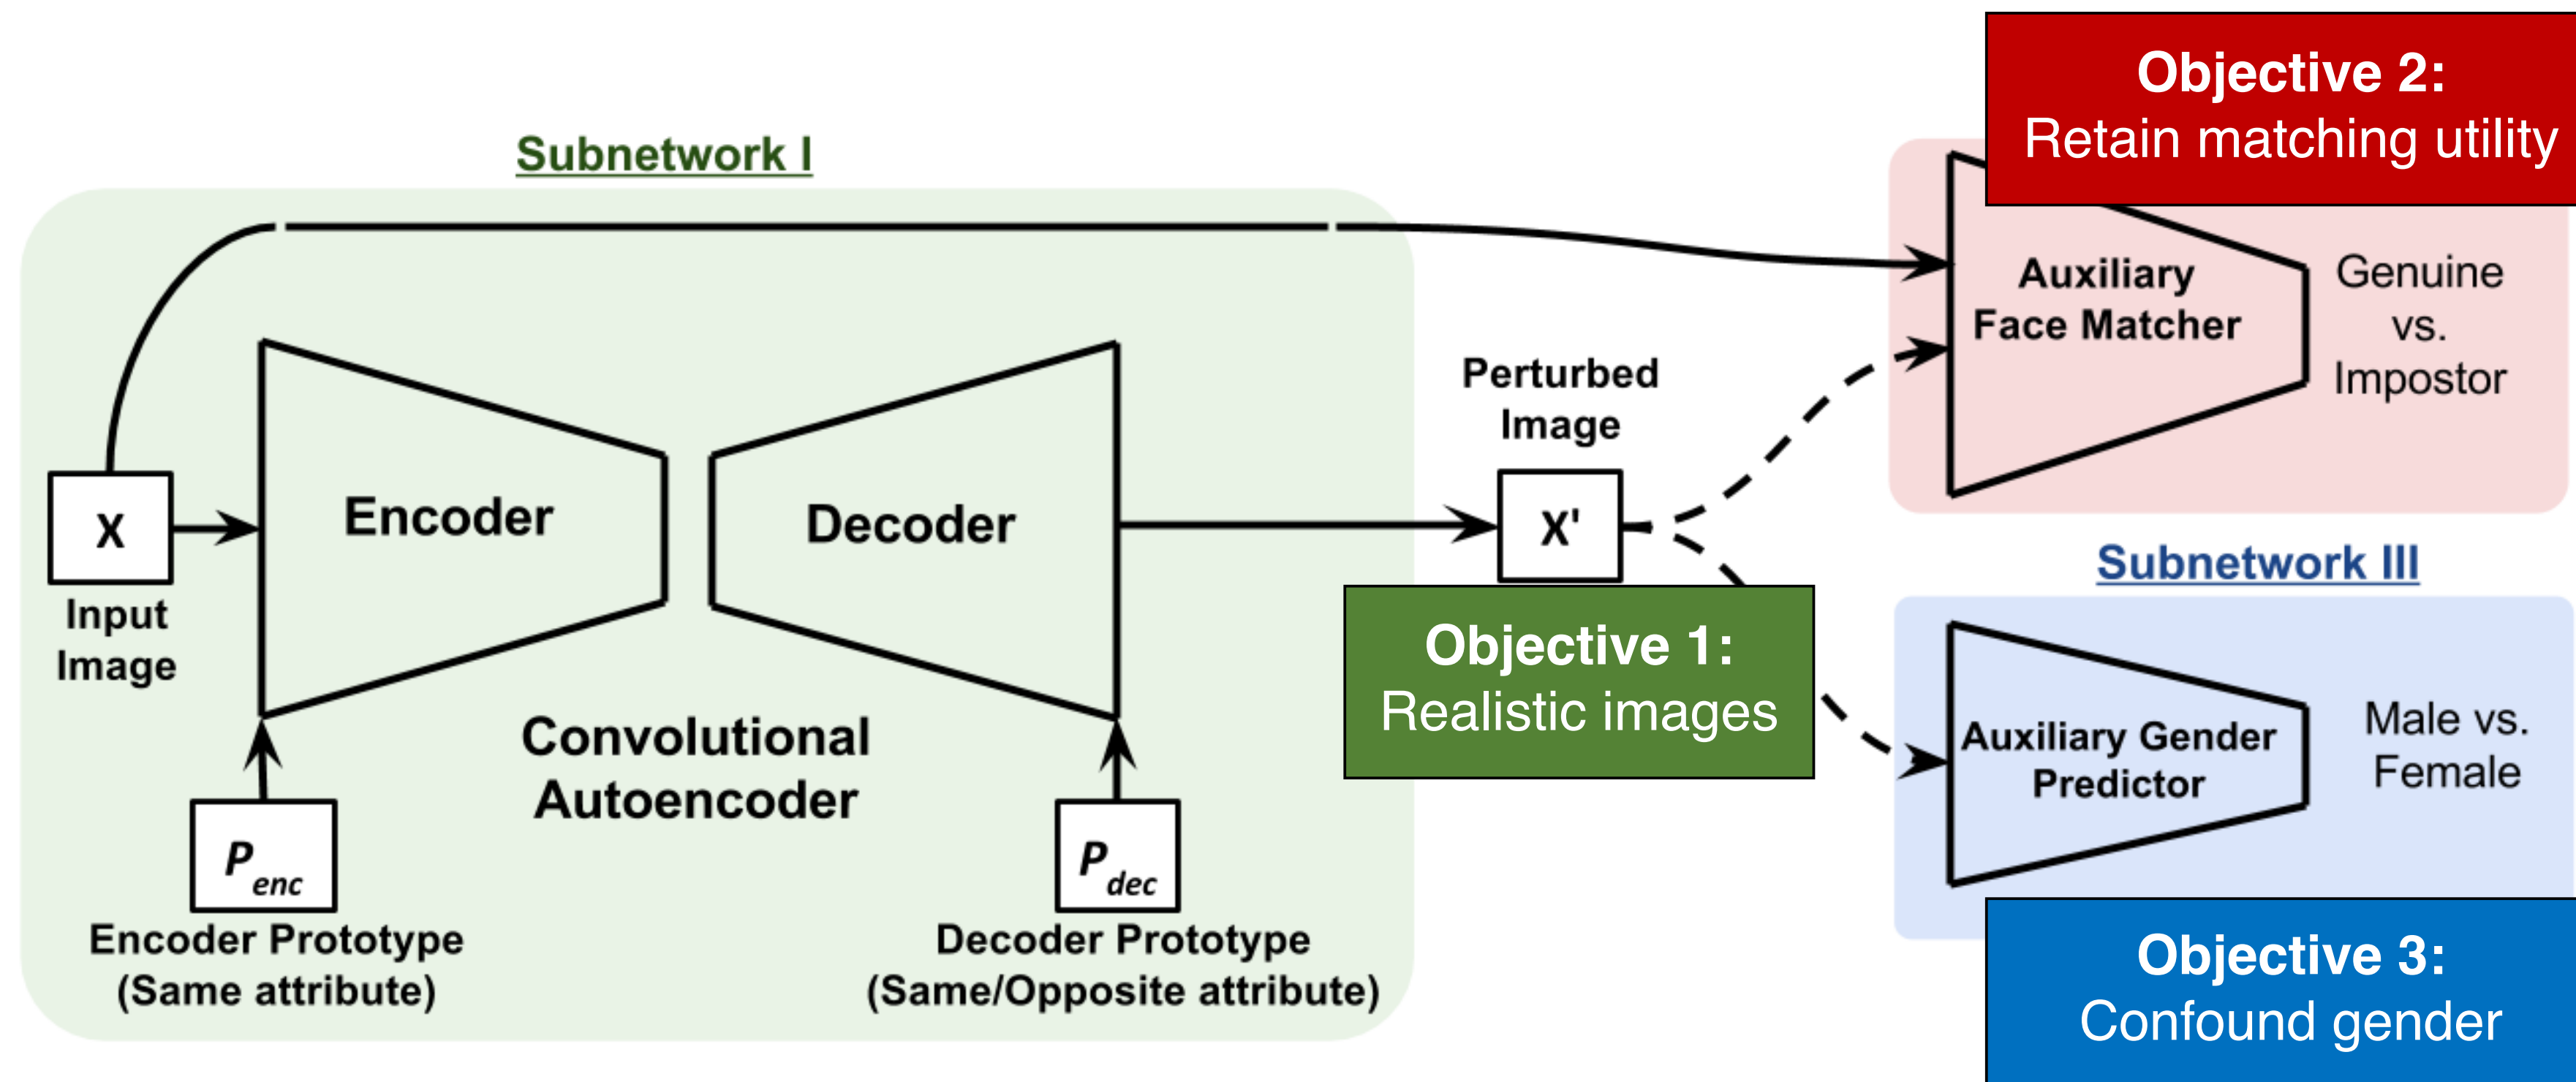 Objective 2:
Retain matching utility
Subnetwork I
Auxiliary
Face Matcher
Genuine
vs.
Impostor
Perturbed
Image
X
Encoder
Decoder
X'
Input
Image
Subnetwork III
Objective 1:
Realistic images
Convolutional
Autoencoder
Auxiliary Gender
Predictor
Male vs.
Female
Penc
Pdec
Encoder Prototype
(Same attribute)
Decoder Prototype
(Same/Opposite attribute)
Objective 3:
Confound gender